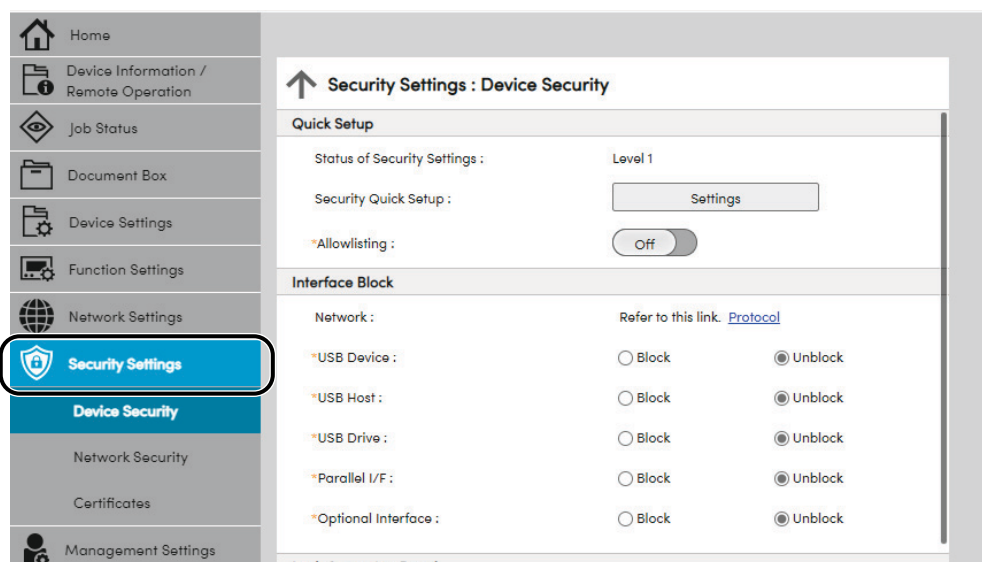 Home
Device Information /
Remote Operation
Job Status
Document Box
Device Settings
Function Settings
Network Settings
Security Settings
Device Security
Network Security
Certificates
Management Settings
Security Settings : Device Security
Quick Setup
Status of Security Settings : Level 1
Security Quick Setup : Settings
*Allowlisting : Off
Interface Block
Network : Refer to this link. Protocol
*USB Device : Block Unblock
*USB Host : Block Unblock
*USB Drive : Block Unblock
*Parallel I/F : Block Unblock
*Optional Interface : Block Unblock